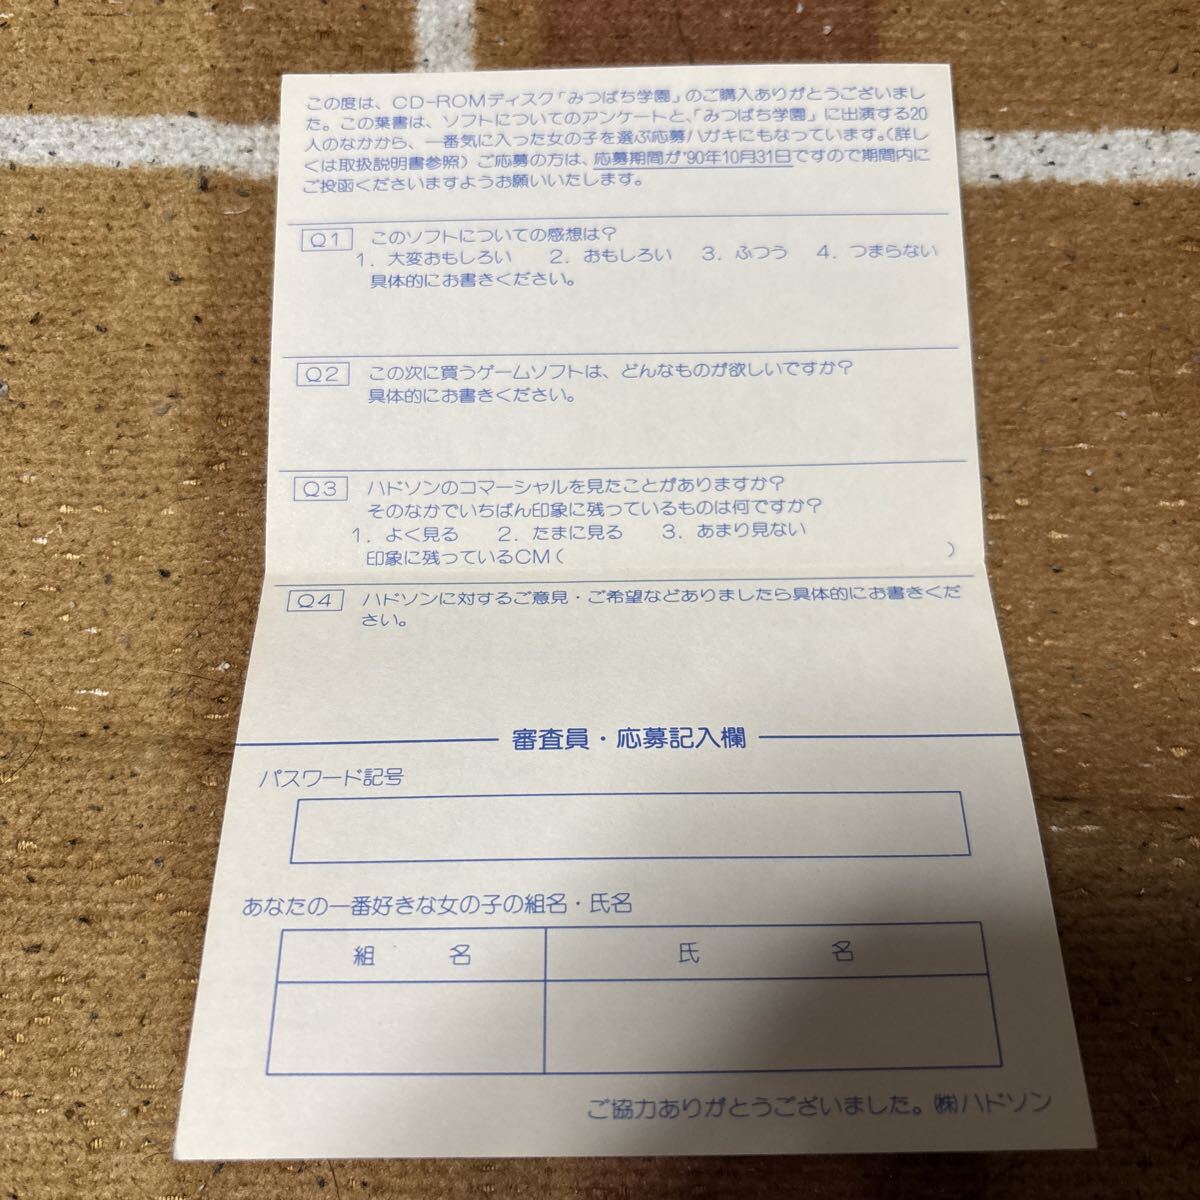 この度は、CD-ROMディスク「みつばち学園」のご購入ありがとうございまし
た。この葉書は、ソフトについてのアンケートと、「みつばち学園」に出演する20
人のなかから、一番気に入った女の子を選ぶ応募ハガキにもなっています。（詳し
くは取扱説明書参照）ご応募の方は、応募期間が'90年10月31日ですので期間内に
ご投函くださいますようお願いいたします。
Q1 このソフトについての感想は？
1．大変おもしろい 2．おもしろい 3．ふつう 4．つまらない
具体的にお書きください。
Q2 この次に買うゲームソフトは、どんなものが欲しいですか？
具体的にお書きください。
Q3 ハドソンのコマーシャルを見たことがありますか？
そのなかでいちばん印象に残っているものは何ですか？
1．よく見る 2．たまに見る 3．あまり見ない
印象に残っているCM（ ）
Q4 ハドソンに対するご意見・ご希望などありましたら具体的にお書きくだ
さい。
審査員・応募記入欄
パスワード記号
あなたの一番好きな女の子の組名・氏名
組 名 氏 名
ご協力ありがとうございました。㈱ハドソン